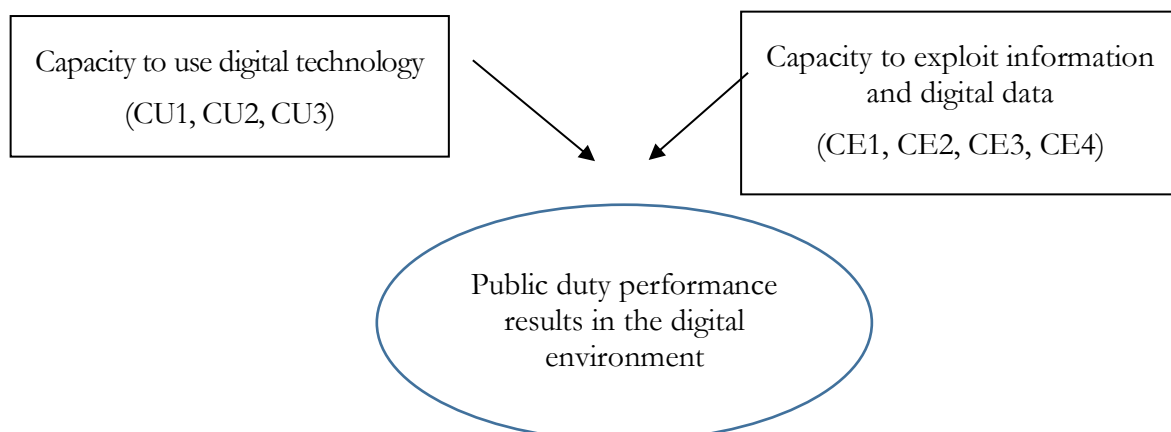 Capacity to use digital technology
(CU1, CU2, CU3)
Capacity to exploit information
and digital data
(CE1, CE2, CE3, CE4)
Public duty performance
results in the digital
environment